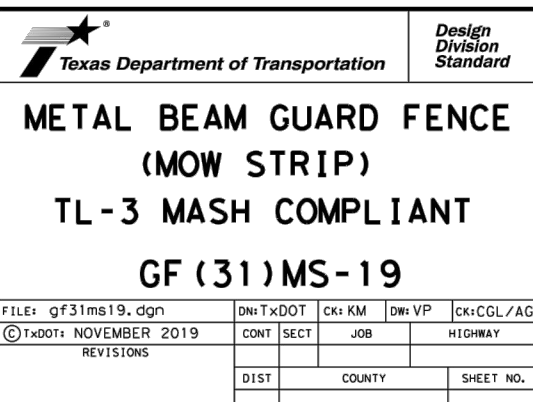 Texas Department of Transportation
®
Design
Division
Standard
METAL BEAM GUARD FENCE
(MOW STRIP)
TL-3 MASH COMPLIANT
GF(31)MS-19
FILE: gf31ms19.dgn DN:TxDOT CK:KM DW:VP CK:CGL/AG
©TxDOT: NOVEMBER 2019 CONT SECT JOB HIGHWAY
REVISIONS
DIST COUNTY SHEET NO.